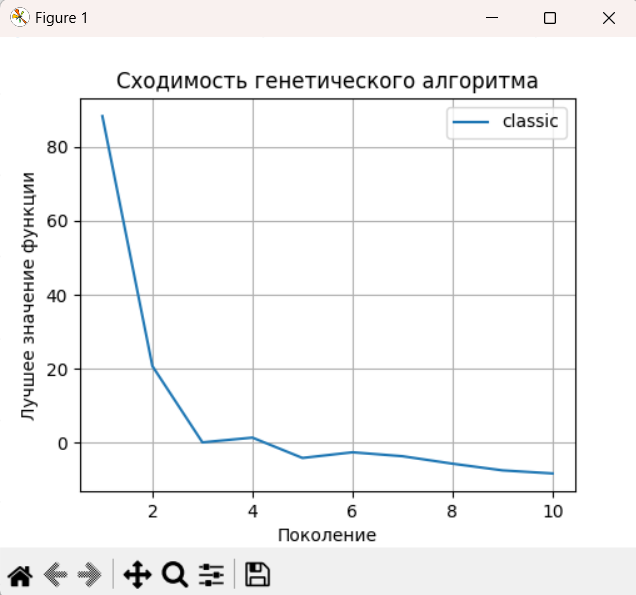 Figure 1
Сходимость генетического алгоритма
classic
Лучшее значение функции
80
60
40
20
0
2 4 6 8 10
Поколение